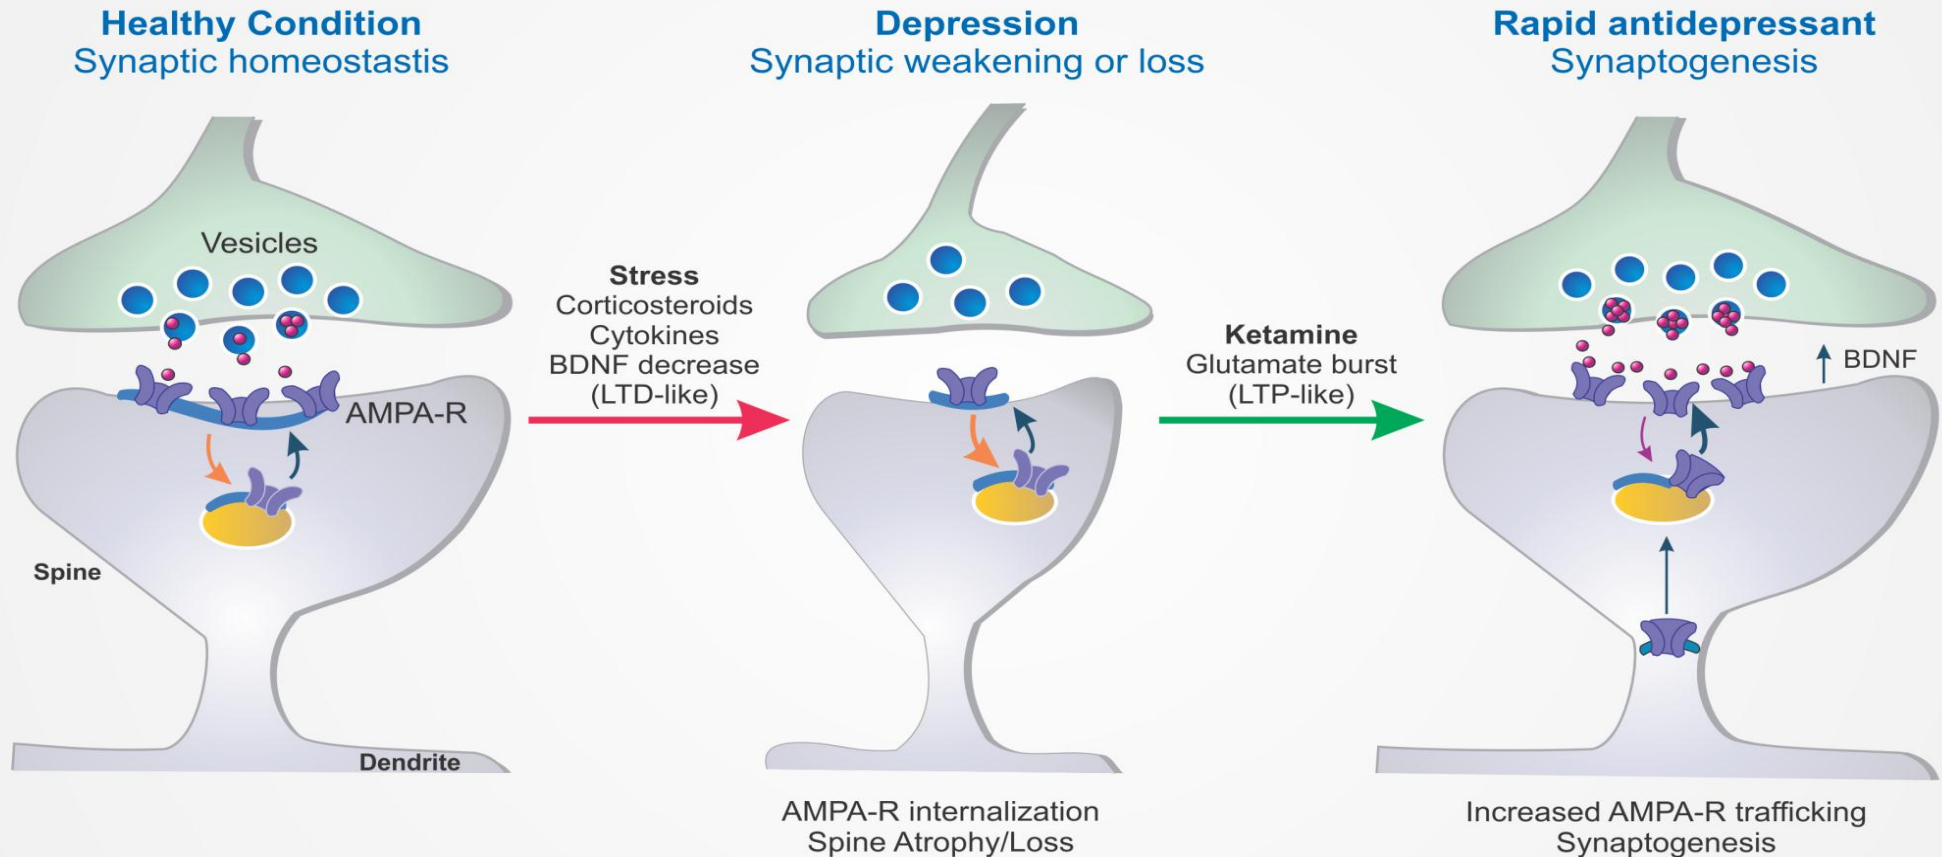 Healthy Condition
Synaptic homeostastis
Depression
Synaptic weakening or loss
Rapid antidepressant
Synaptogenesis
Vesicles
AMPA-R
Spine
Dendrite
Stress
Corticosteroids
Cytokines
BDNF decrease
(LTD-like)
Ketamine
Glutamate burst
(LTP-like)
BDNF
AMPA-R internalization
Spine Atrophy/Loss
Increased AMPA-R trafficking
Synaptogenesis